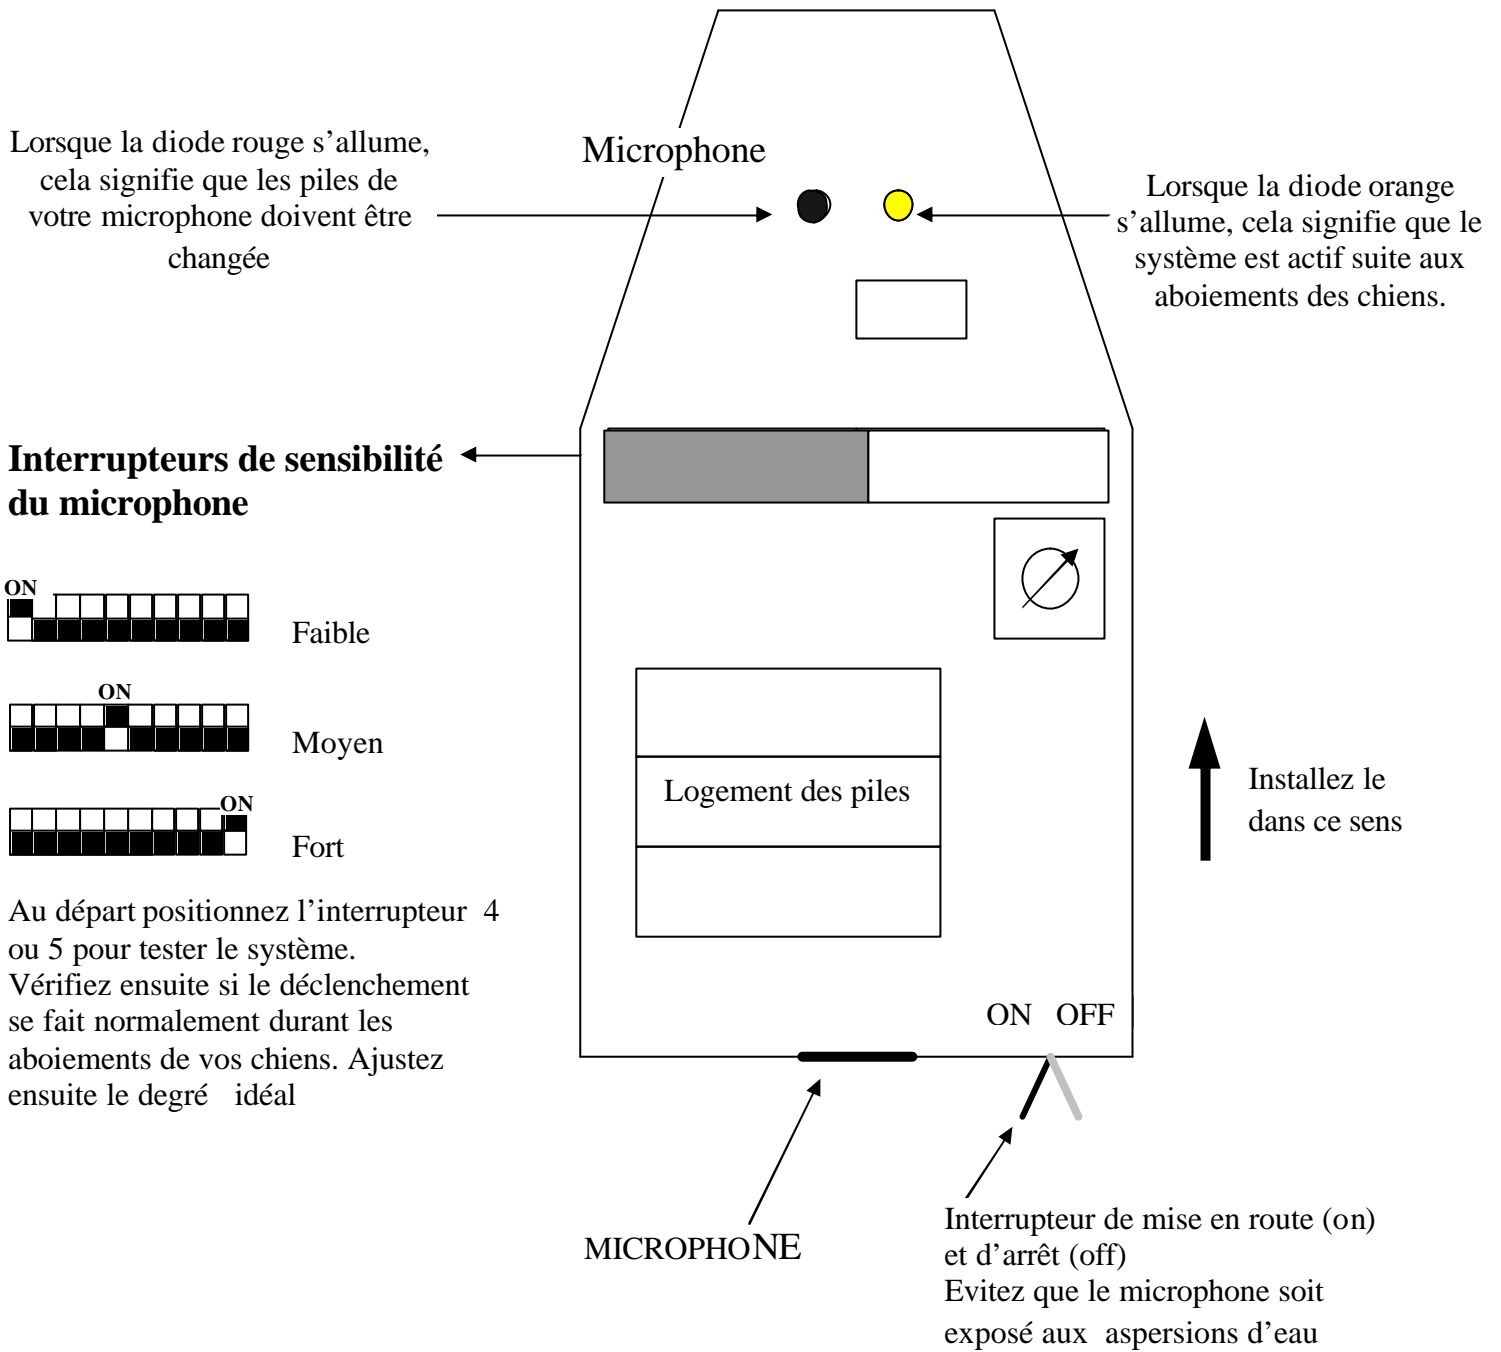 Lorsque la diode rouge s’allume,
cela signifie que les piles de
votre microphone doivent être
changée
Microphone
Lorsque la diode orange
s’allume, cela signifie que le
système est actif suite aux
aboiements des chiens.
Interrupteurs de sensibilité
du microphone
ON
Faible
ON
Moyen
ON
Fort
Au départ positionnez l’interrupteur 4
ou 5 pour tester le système.
Vérifiez ensuite si le déclenchement
se fait normalement durant les
aboiements de vos chiens. Ajustez
ensuite le degré idéal
Logement des piles
Installez le
dans ce sens
ON OFF
MICROPHONE
Interrupteur de mise en route (on)
et d’arrêt (off)
Evitez que le microphone soit
exposé aux aspersions d’eau